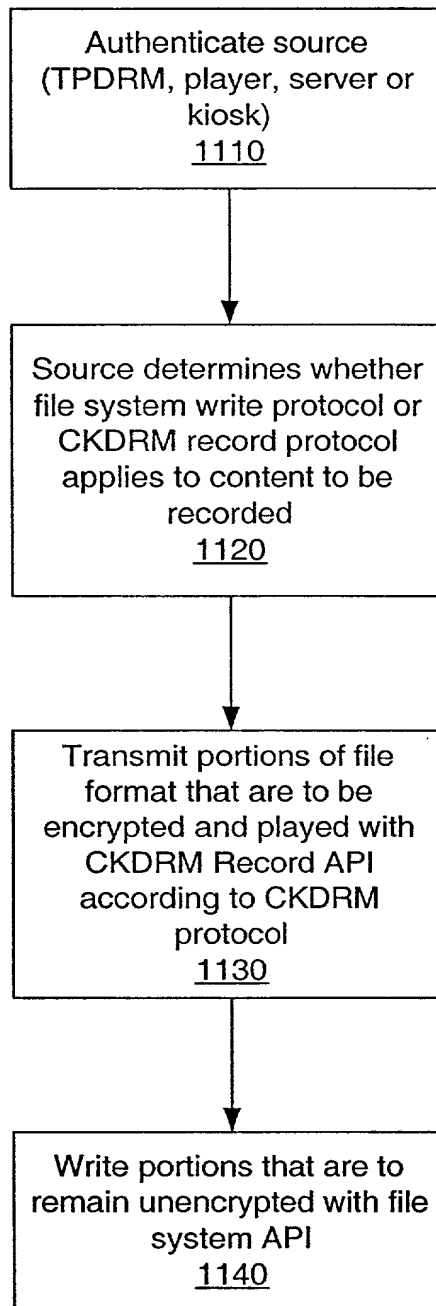 Authenticate source
(TPDRM, player, server or
kiosk)
1110
Source determines whether
file system write protocol or
CKDRM record protocol
applies to content to be
recorded
1120
Transmit portions of file
format that are to be
encrypted and played with
CKDRM Record API
according to CKDRM
protocol
1130
Write portions that are to
remain unencrypted with file
system API
1140